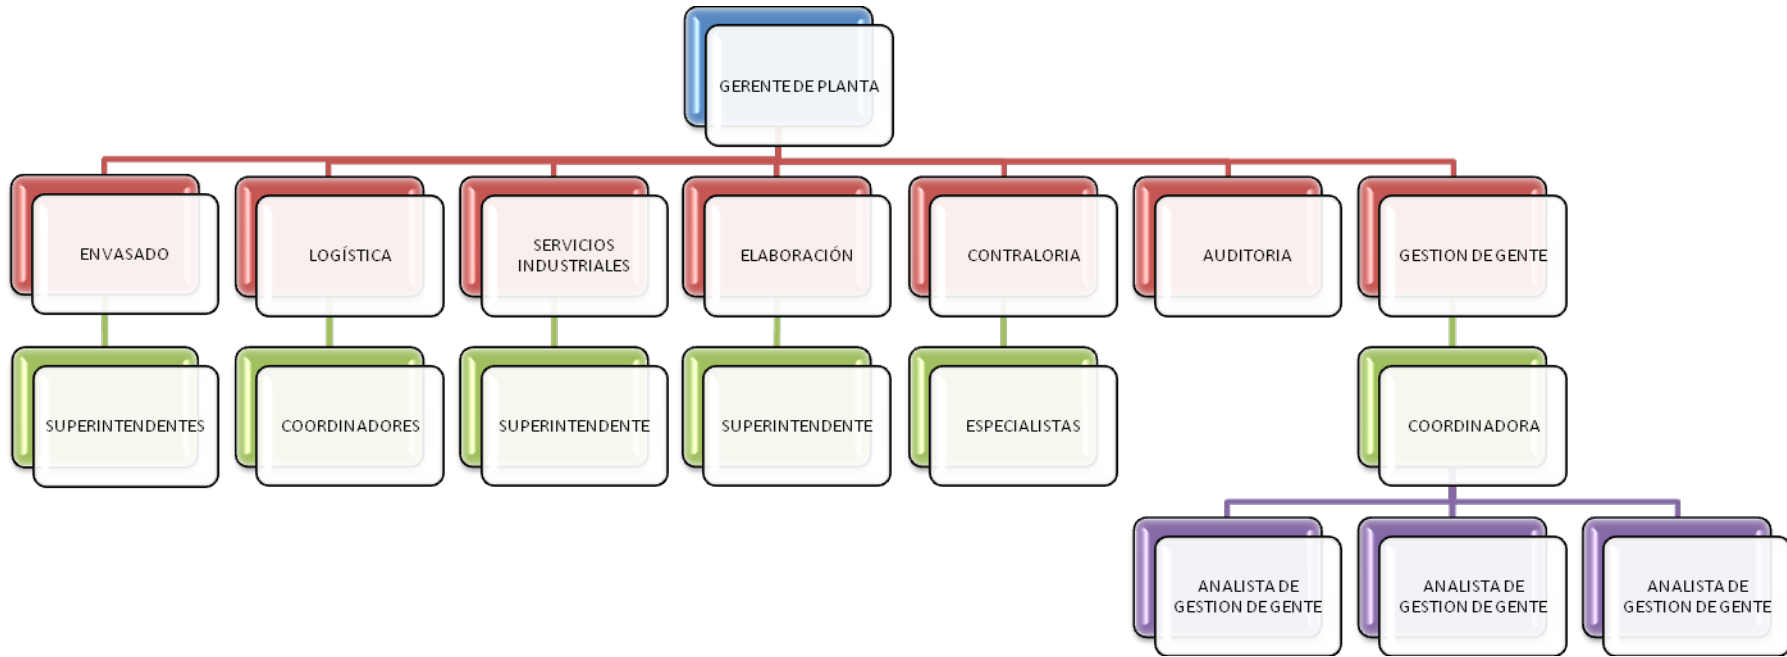 GERENTE DE PLANTA
ENVASADO
LOGÍSTICA
SERVICIOS
INDUSTRIALES
ELABORACIÓN
CONTRALORIA
AUDITORIA
GESTION DE GENTE
SUPERINTENDENTES
COORDINADORES
SUPERINTENDENTE
SUPERINTENDENTE
ESPECIALISTAS
COORDINADORA
ANALISTA DE
GESTION DE GENTE
ANALISTA DE
GESTION DE GENTE
ANALISTA DE
GESTION DE GENTE